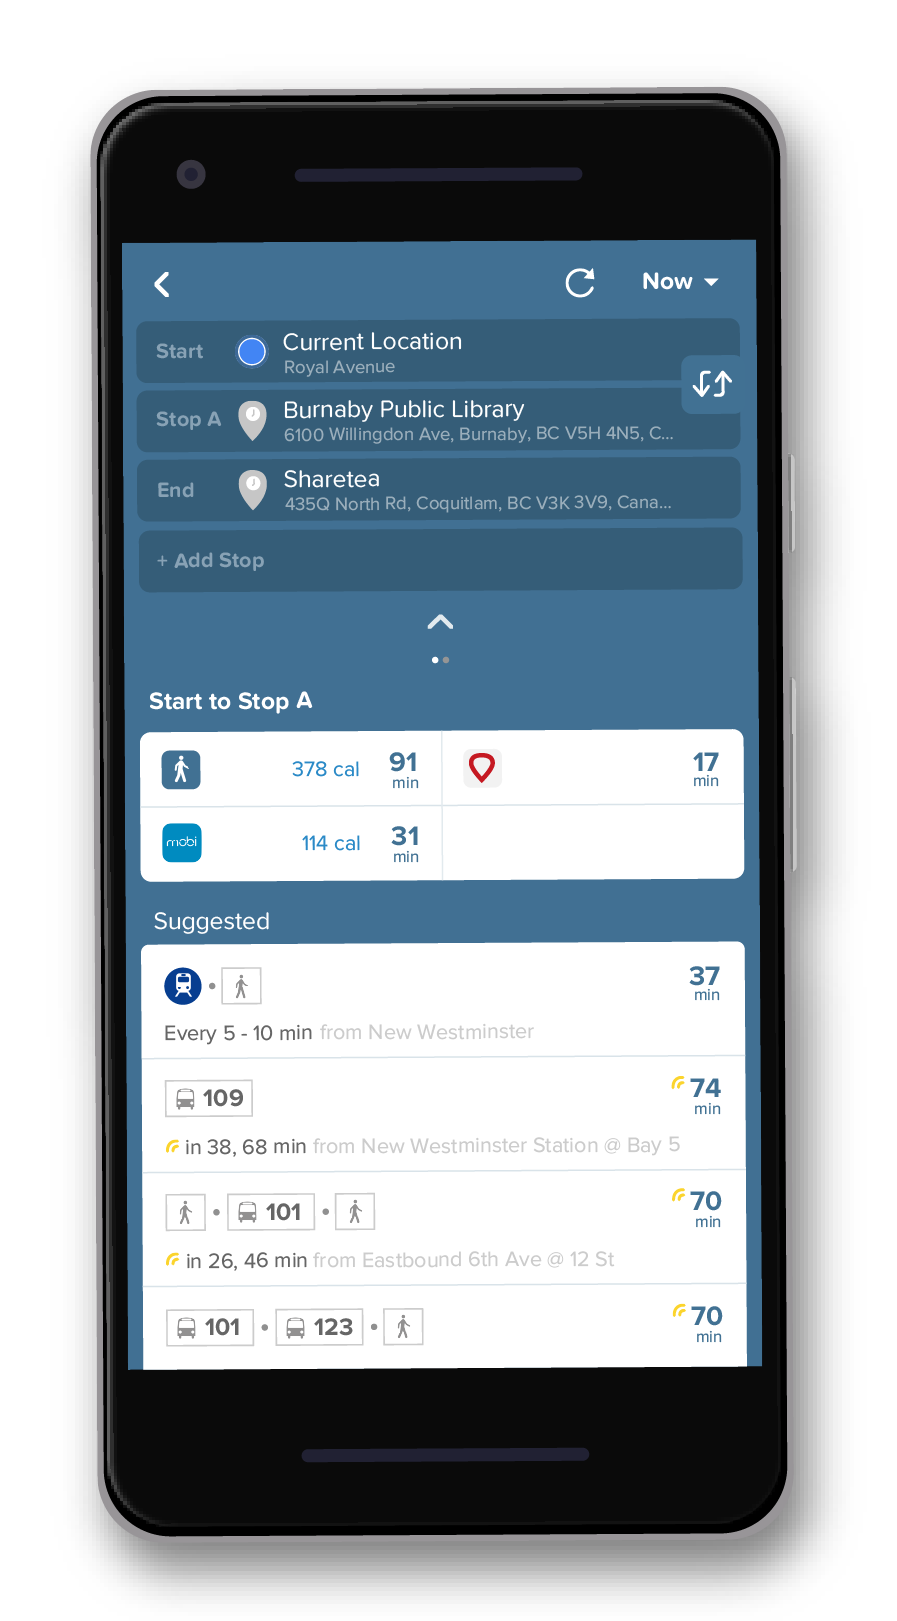 Now
Start
Current Location
Royal Avenue
Stop A
Burnaby Public Library
6100 Willingdon Ave, Burnaby, BC V5H 4N5, C...
End
Sharetea
435Q North Rd, Coquitlam, BC V3K 3V9, Cana...
+ Add Stop
Start to Stop A
378 cal 91 min
17 min
mobi 114 cal 31 min
Suggested
37 min
Every 5 - 10 min from New Westminster
109 74 min
in 38, 68 min from New Westminster Station @ Bay 5
101 70 min
in 26, 46 min from Eastbound 6th Ave @ 12 St
101 • 123 • 70 min